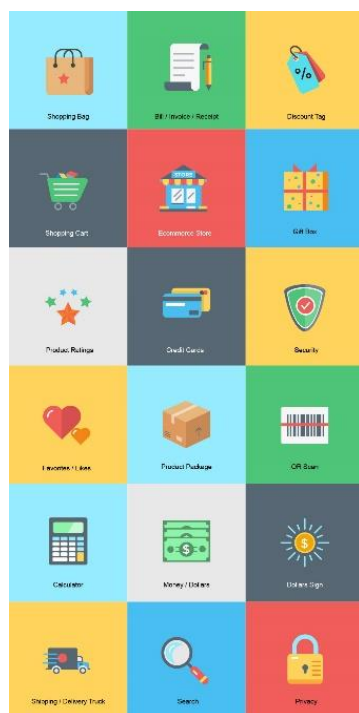 Shopping Bag
Bill / Invoice / Receipt
Discount Tag
%
Shopping Cart
STORE
Ecommerce Store
Gift Box
Product Ratings
Credit Cards
Security
Favorites / Likes
Product Package
QR Scan
Calculator
$
Money / Dollars
$
Dollars Sign
Shipping / Delivery Truck
Search
Privacy